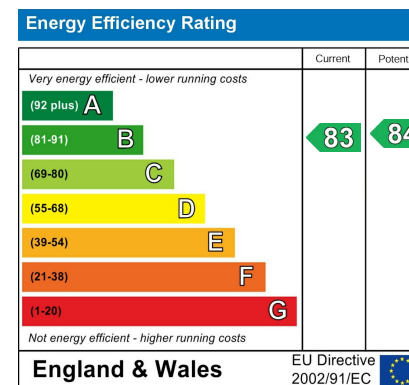 Energy Efficiency Rating
Current Potent
Very energy efficient - lower running costs
(92 plus) A
(81-91) B
83 84
(69-80) C
(55-68) D
(39-54) E
(21-38) F
(1-20) G
Not energy efficient - higher running costs
England & Wales
EU Directive
2002/91/EC